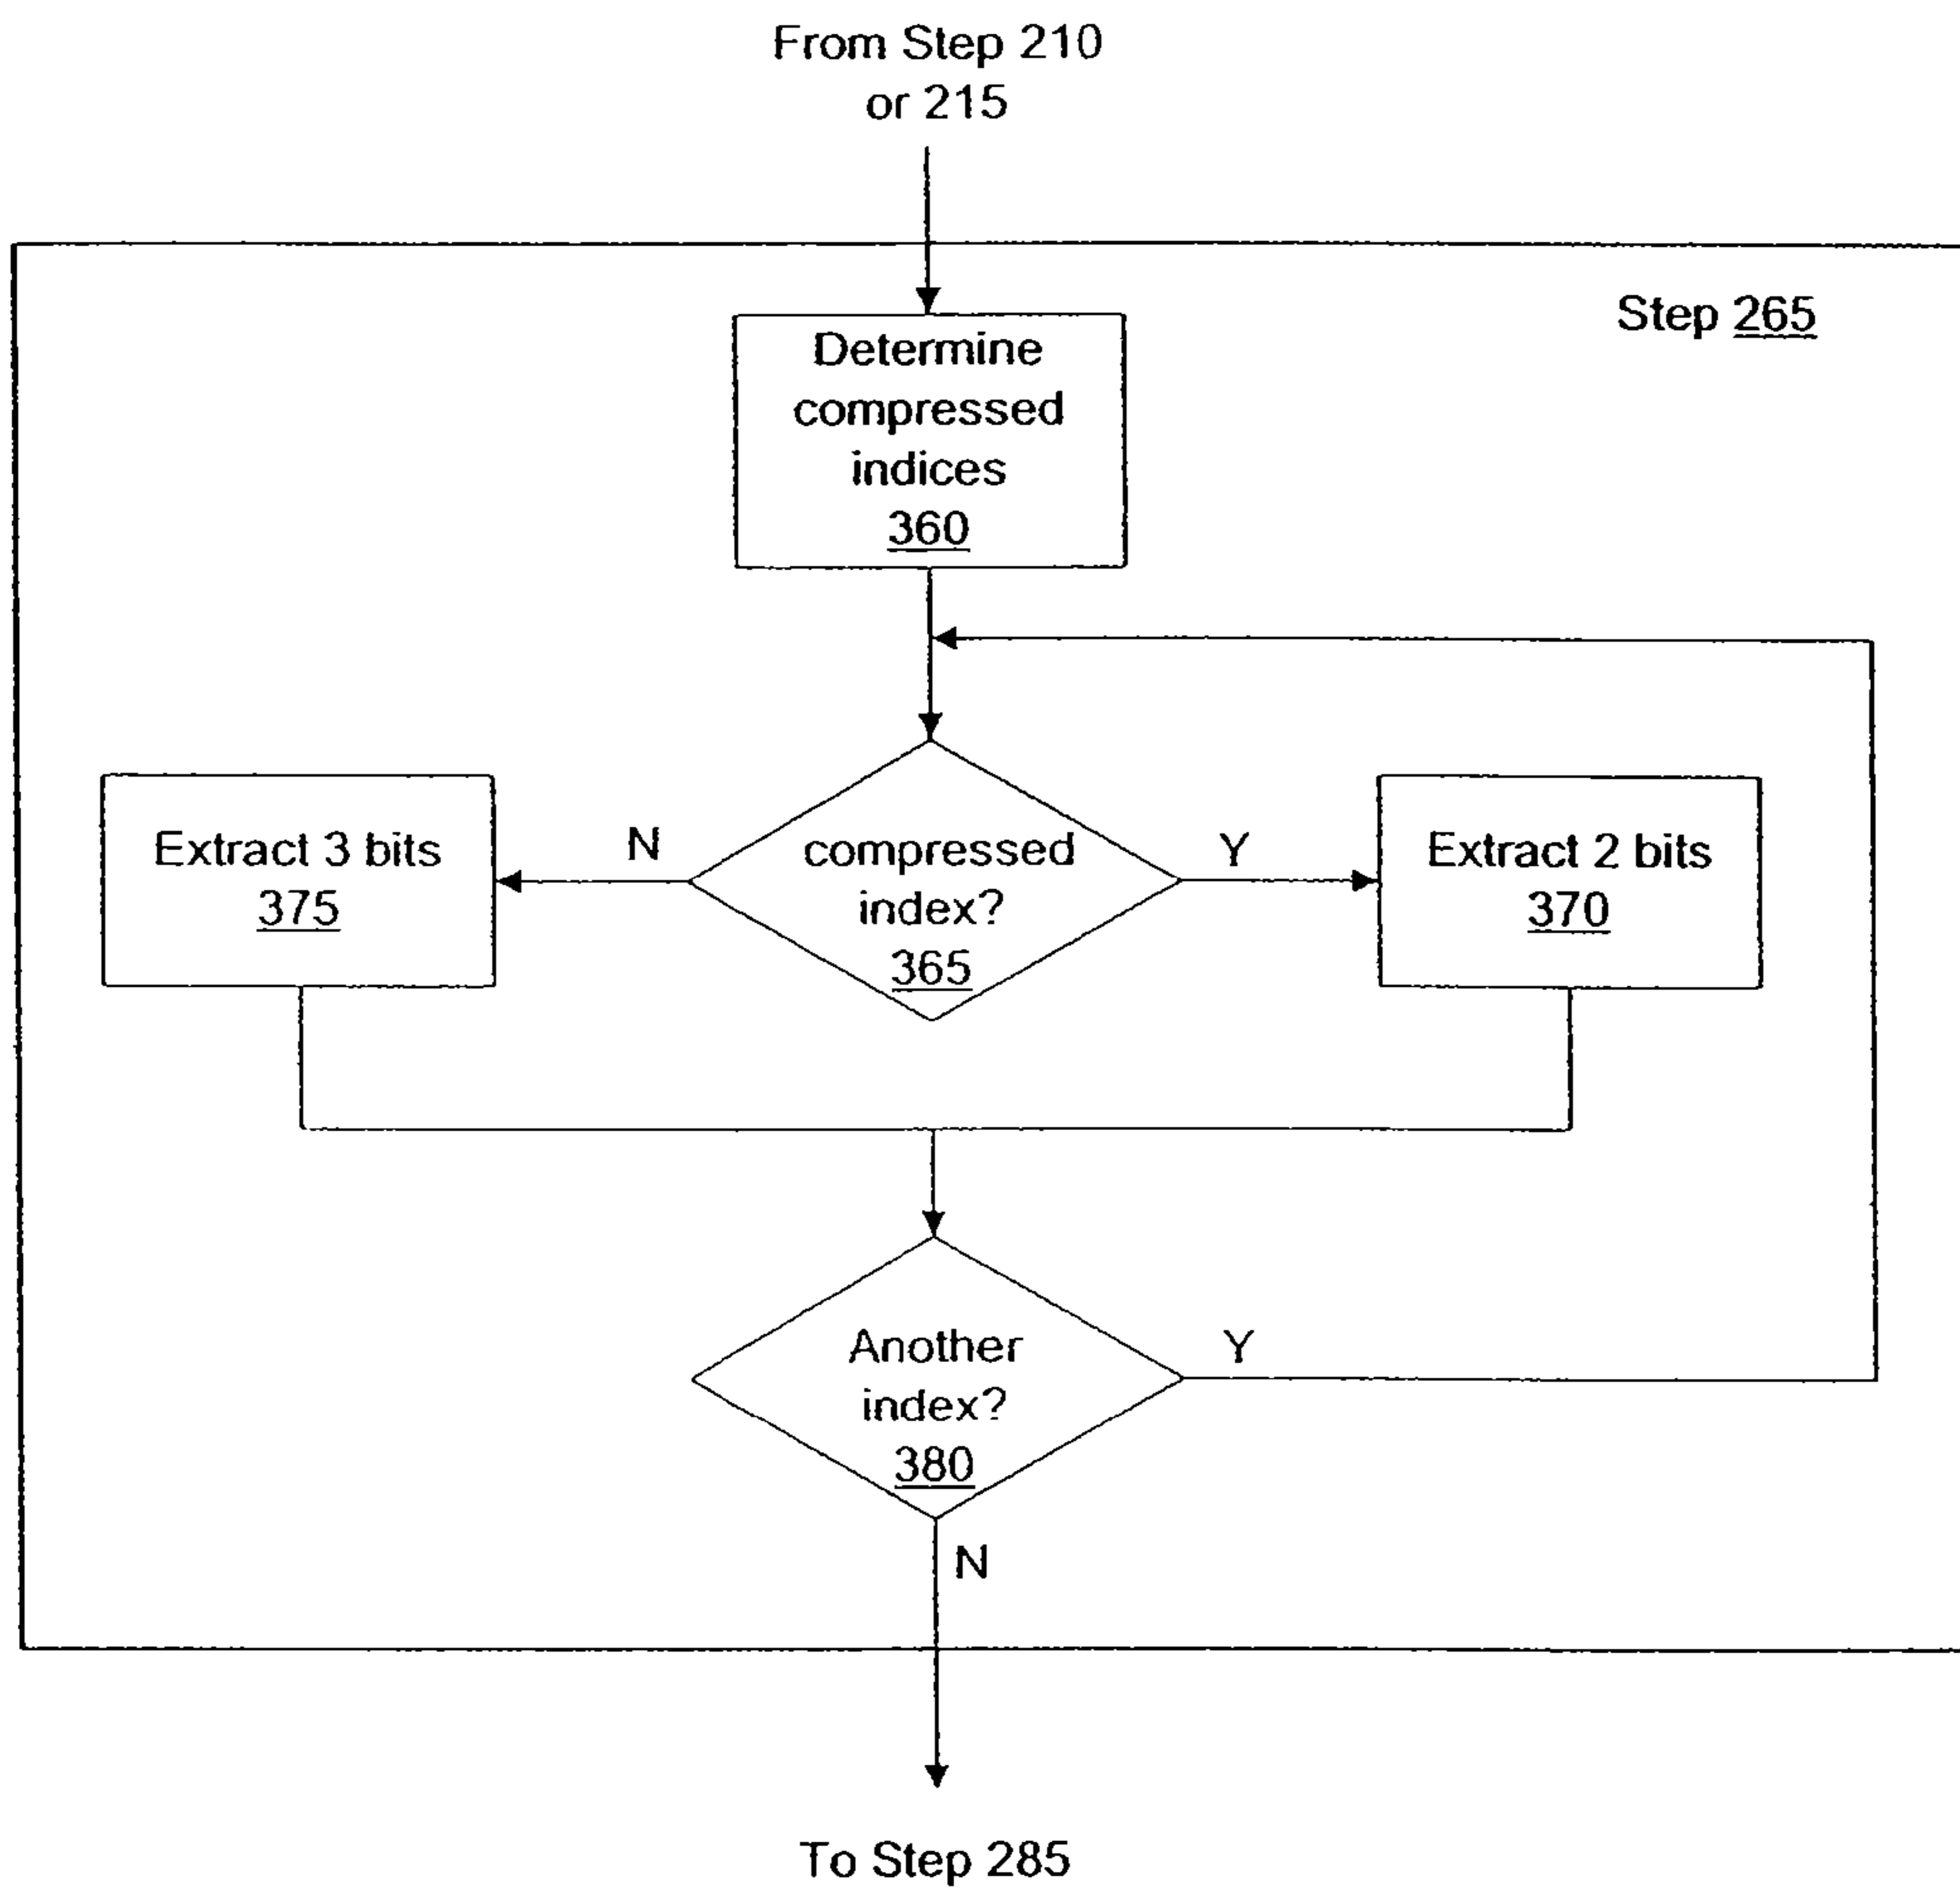 From Step 210
or 215
Step 265
Determine
compressed
indices
360
Extract 3 bits
375
N
compressed
index?
365
Y
Extract 2 bits
370
Another
index?
380
Y
N
To Step 285